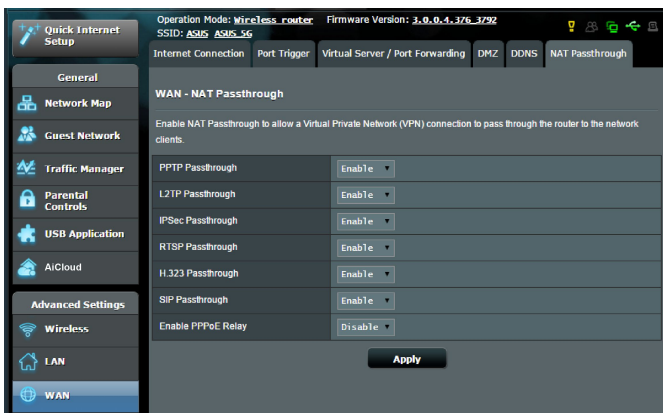 Quick Internet Setup
Operation Mode: Wireless router Firmware Version: 3.0.0.4.376_3792
SSID: ASUS ASUS_5G
Internet Connection Port Trigger Virtual Server / Port Forwarding DMZ DDNS NAT Passthrough
General
Network Map
Guest Network
Traffic Manager
Parental Controls
USB Application
AiCloud
Advanced Settings
Wireless
LAN
WAN
WAN - NAT Passthrough
Enable NAT Passthrough to allow a Virtual Private Network (VPN) connection to pass through the router to the network
clients.
PPTP Passthrough Enable
L2TP Passthrough Enable
IPSec Passthrough Enable
RTSP Passthrough Enable
H.323 Passthrough Enable
SIP Passthrough Enable
Enable PPPoE Relay Disable
Apply